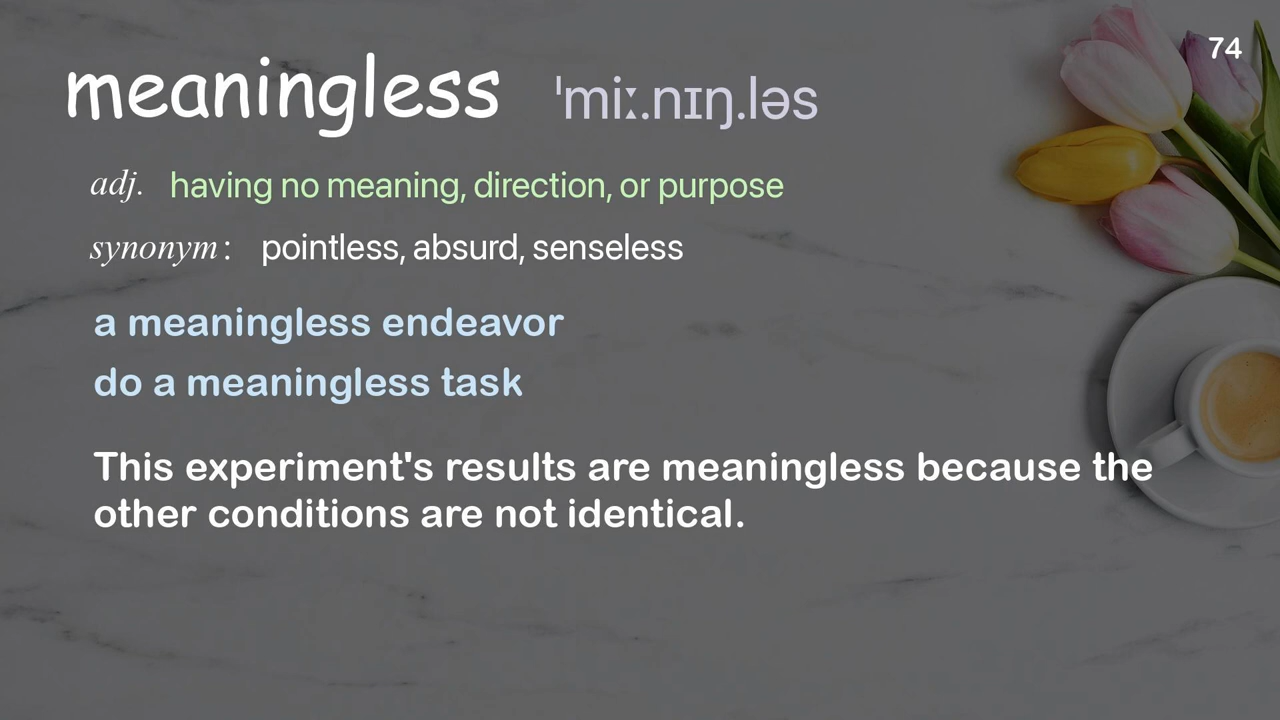 74
meaningless ˈmiː.nɪŋ.ləs
adj. having no meaning, direction, or purpose
synonym: pointless, absurd, senseless
a meaningless endeavor
do a meaningless task
This experiment's results are meaningless because the
other conditions are not identical.